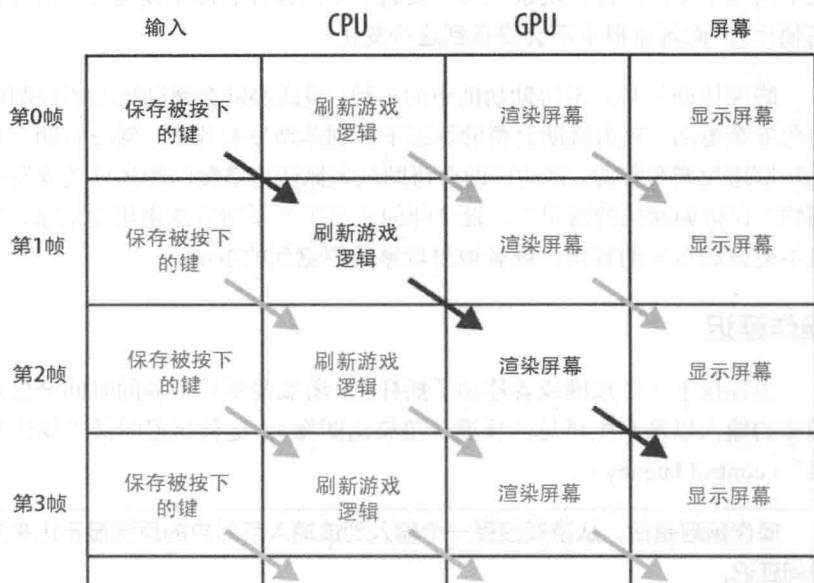 输入 CPU GPU 屏幕
第0帧 保存被按下的键 刷新游戏逻辑 渲染屏幕 显示屏幕
第1帧 保存被按下的键 刷新游戏逻辑 渲染屏幕 显示屏幕
第2帧 保存被按下的键 刷新游戏逻辑 渲染屏幕 显示屏幕
第3帧 保存被按下的键 刷新游戏逻辑 渲染屏幕 显示屏幕